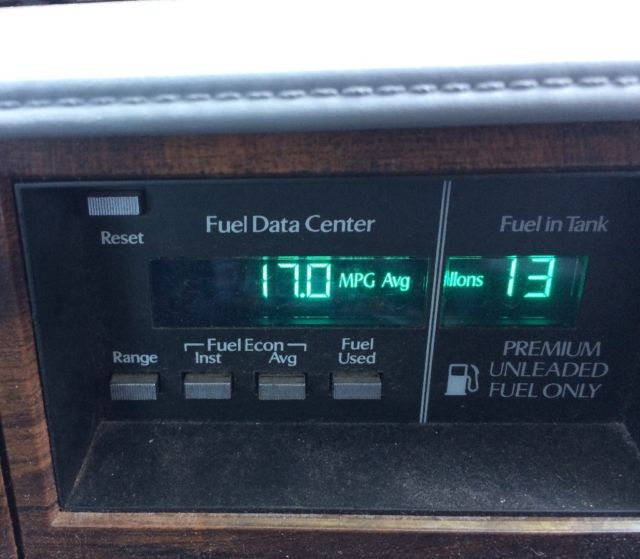 Reset
Fuel Data Center
Fuel in Tank
17.0 MPG Avg
llons 13
Range
Fuel Econ
Inst
Avg
Fuel
Used
PREMIUM
UNLEADED
FUEL ONLY